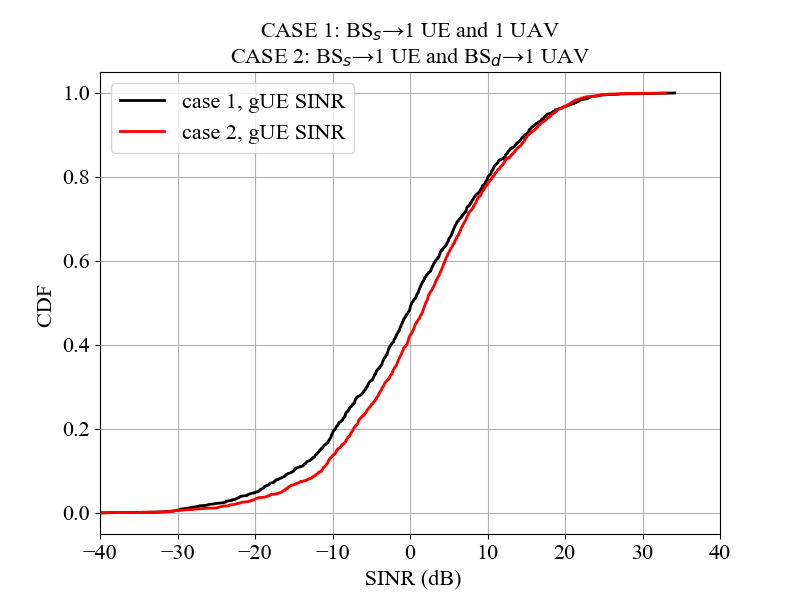 CASE 1: BSₛ→1 UE and 1 UAV
CASE 2: BSₛ→1 UE and BS_d→1 UAV
case 1, gUE SINR
case 2, gUE SINR
1.0
0.8
0.6
0.4
0.2
0.0
CDF
−40 −30 −20 −10 0 10 20 30 40
SINR (dB)